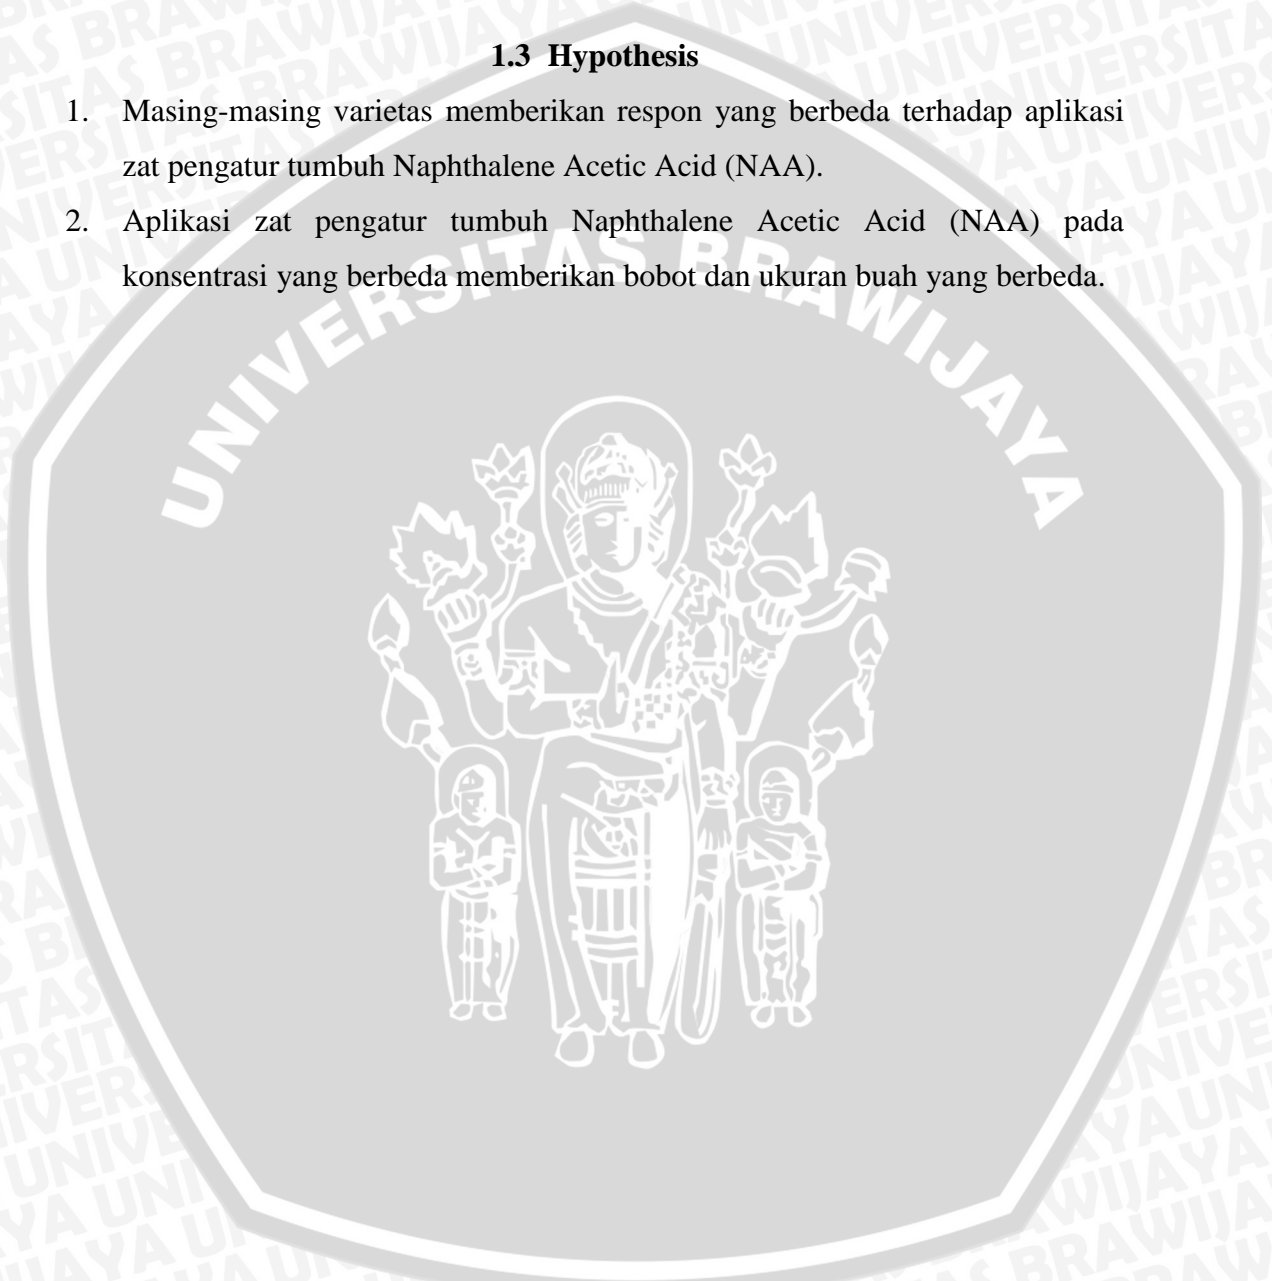 1.3 Hypothesis
1. Masing-masing varietas memberikan respon yang berbeda terhadap aplikasi
zat pengatur tumbuh Naphthalene Acetic Acid (NAA).
2. Aplikasi zat pengatur tumbuh Naphthalene Acetic Acid (NAA) pada
konsentrasi yang berbeda memberikan bobot dan ukuran buah yang berbeda.
UNIVERSITAS BRAWIJAYA